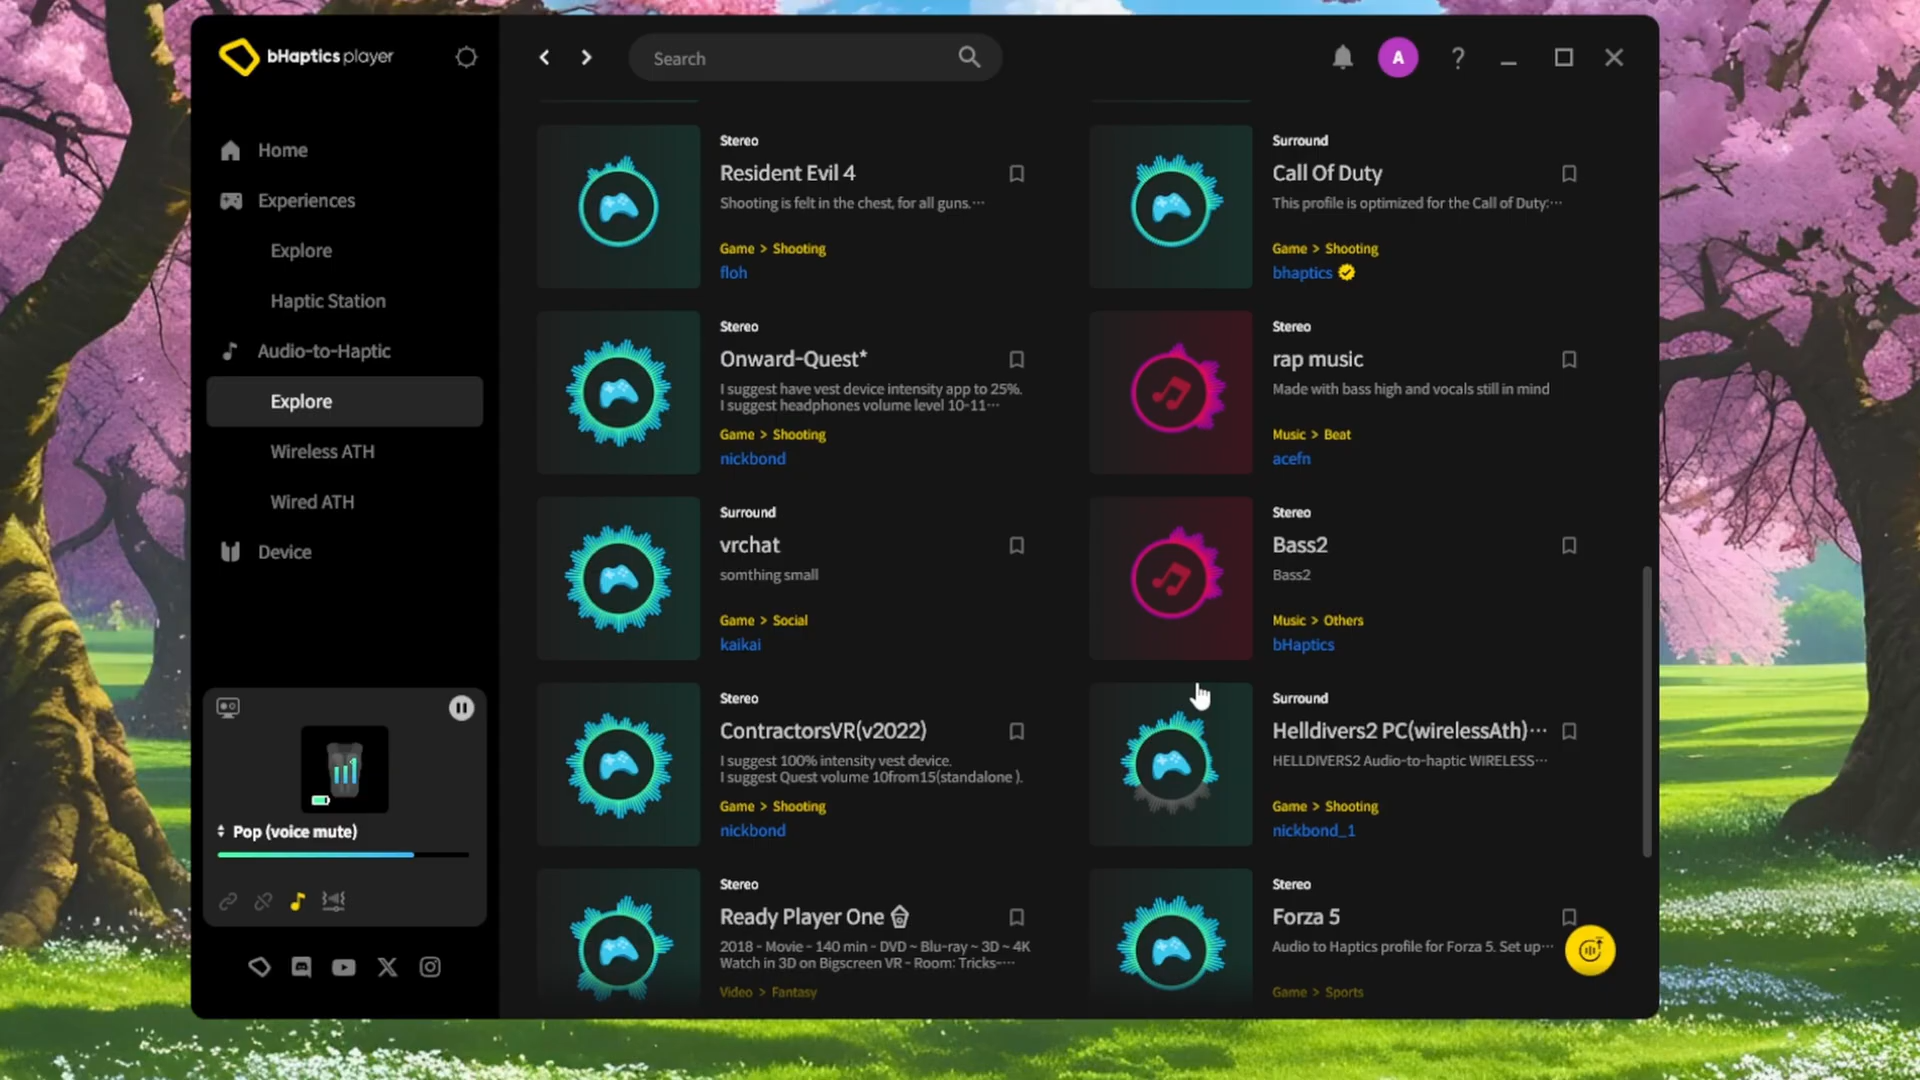 bHaptics player
Search
A
?
Home
Experiences
Explore
Haptic Station
Audio-to-Haptic
Explore
Wireless ATH
Wired ATH
Device
Pop (voice mute)
Stereo
Resident Evil 4
Shooting is felt in the chest, for all guns.···
Game > Shooting
floh
Surround
Call Of Duty
This profile is optimized for the Call of Duty:···
Game > Shooting
bhaptics
Stereo
Onward-Quest*
I suggest have vest device intensity app to 25%.
I suggest headphones volume level 10-11···
Game > Shooting
nickbond
Stereo
rap music
Made with bass high and vocals still in mind
Music > Beat
acefn
Surround
vrchat
somthing small
Game > Social
kaikai
Stereo
Bass2
Bass2
Music > Others
bHaptics
Stereo
ContractorsVR(v2022)
I suggest 100% intensity vest device.
I suggest Quest volume 10from15(standalone ).
Game > Shooting
nickbond
Surround
Helldivers2 PC(wirelessAth)···
HELLDIVERS2 Audio-to-haptic WIRELESS···
Game > Shooting
nickbond_1
Stereo
Ready Player One
2018 - Movie - 140 min - DVD ~ Blu-ray ~ 3D ~ 4K
Watch in 3D on Bigscreen VR - Room: Tricks-···
Video > Fantasy
Stereo
Forza 5
Audio to Haptics profile for Forza 5. Set up···
Game > Sports